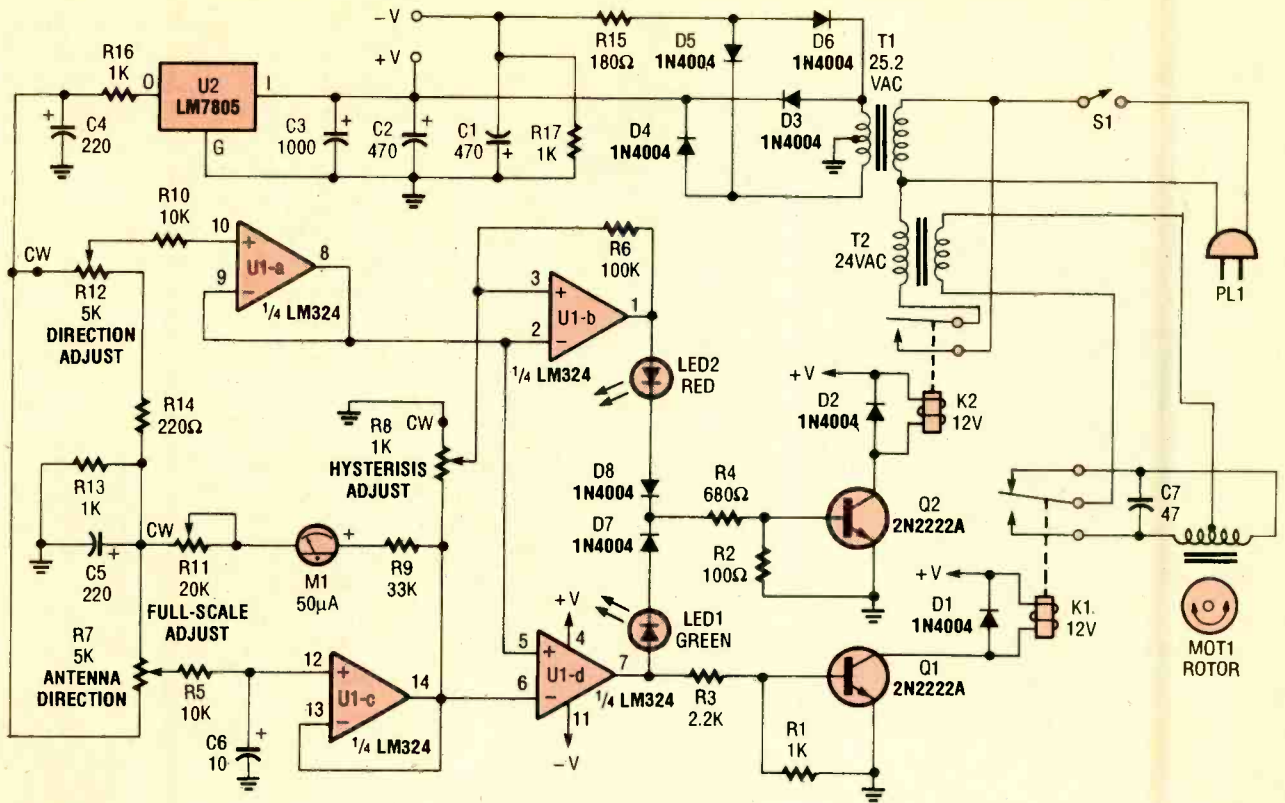 −V
+V
R16
1K
O
U2
LM7805
I
G
C4
220
+
C3
1000
+
C2
470
+
C1
470
+
R17
1K
R15
180Ω
D5
1N4004
D6
1N4004
D4
1N4004
D3
1N4004
T1
25.2
VAC
S1
PL1
T2
24VAC
R10
10K
CW
R12
5K
DIRECTION
ADJUST
10
+
9
−
8
U1-a
1/4 LM324
R6
100K
3
+
2
−
1
U1-b
1/4 LM324
LED2
RED
R14
220Ω
R13
1K
C5
220
+
CW
R11
20K
FULL-SCALE
ADJUST
M1
50µA
+
R9
33K
CW
R8
1K
HYSTERISIS
ADJUST
D8
1N4004
D7
1N4004
LED1
GREEN
R4
680Ω
R2
100Ω
Q2
2N2222A
+V
D2
1N4004
K2
12V
R7
5K
ANTENNA
DIRECTION
R5
10K
C6
10
+
12
+
13
−
14
U1-c
1/4 LM324
+V
4
5
+
6
−
7
U1-d
11
−V
1/4 LM324
R3
2.2K
R1
1K
Q1
2N2222A
+V
D1
1N4004
K1.
12V
C7
47
MOT1
ROTOR